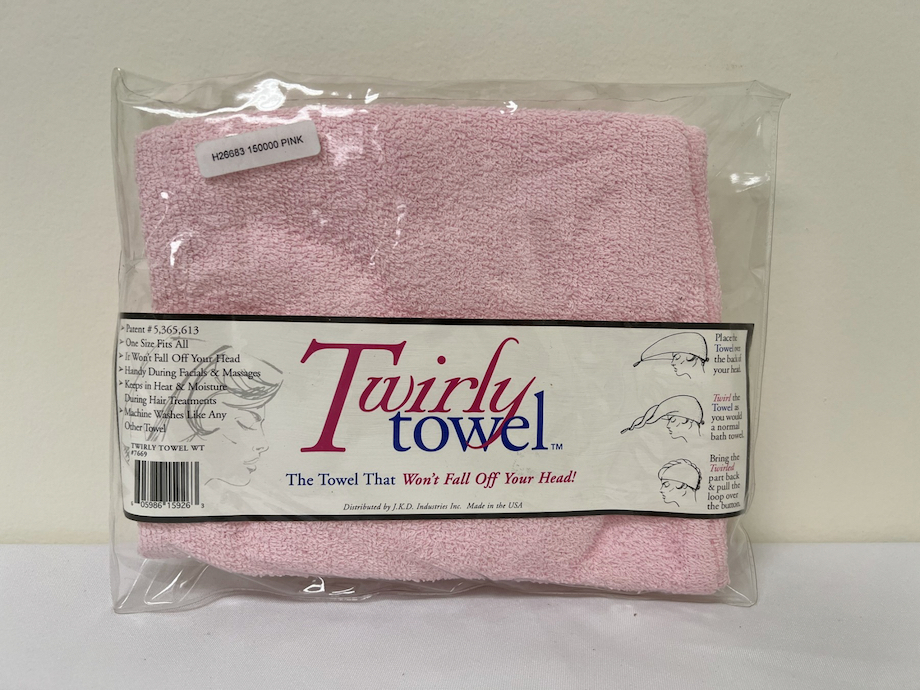 H26683 150000 PINK
Patent # 5,365,613
One Size Fits All
It Won't Fall Off Your Head
Handy During Facials & Massages
Keeps in Heat & Moisture
During Hair Treatments
Machine Washes Like Any
Other Towel
TWIRLY TOWEL WT
#7669
05986 15926 3
Twirly
towel™
The Towel That Won't Fall Off Your Head!
Distributed by J.K.D. Industries Inc. Made in the USA
Place the
Towel over
the back of
your head.
Twirl the
Towel as
you would
a normal
bath towel.
Bring the
Twirled
part back
& pull the
loop over
the button.